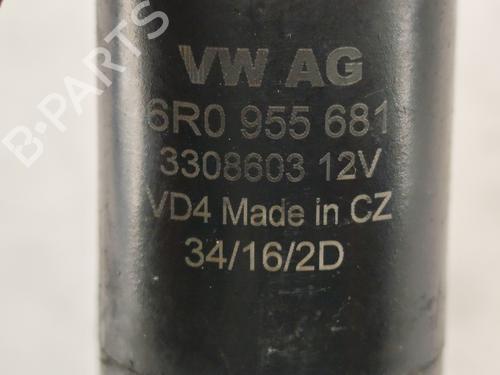 VW AG
6R0 955 681
3308603 12V
VD4 Made in CZ
34/16/2D
B-PARTS